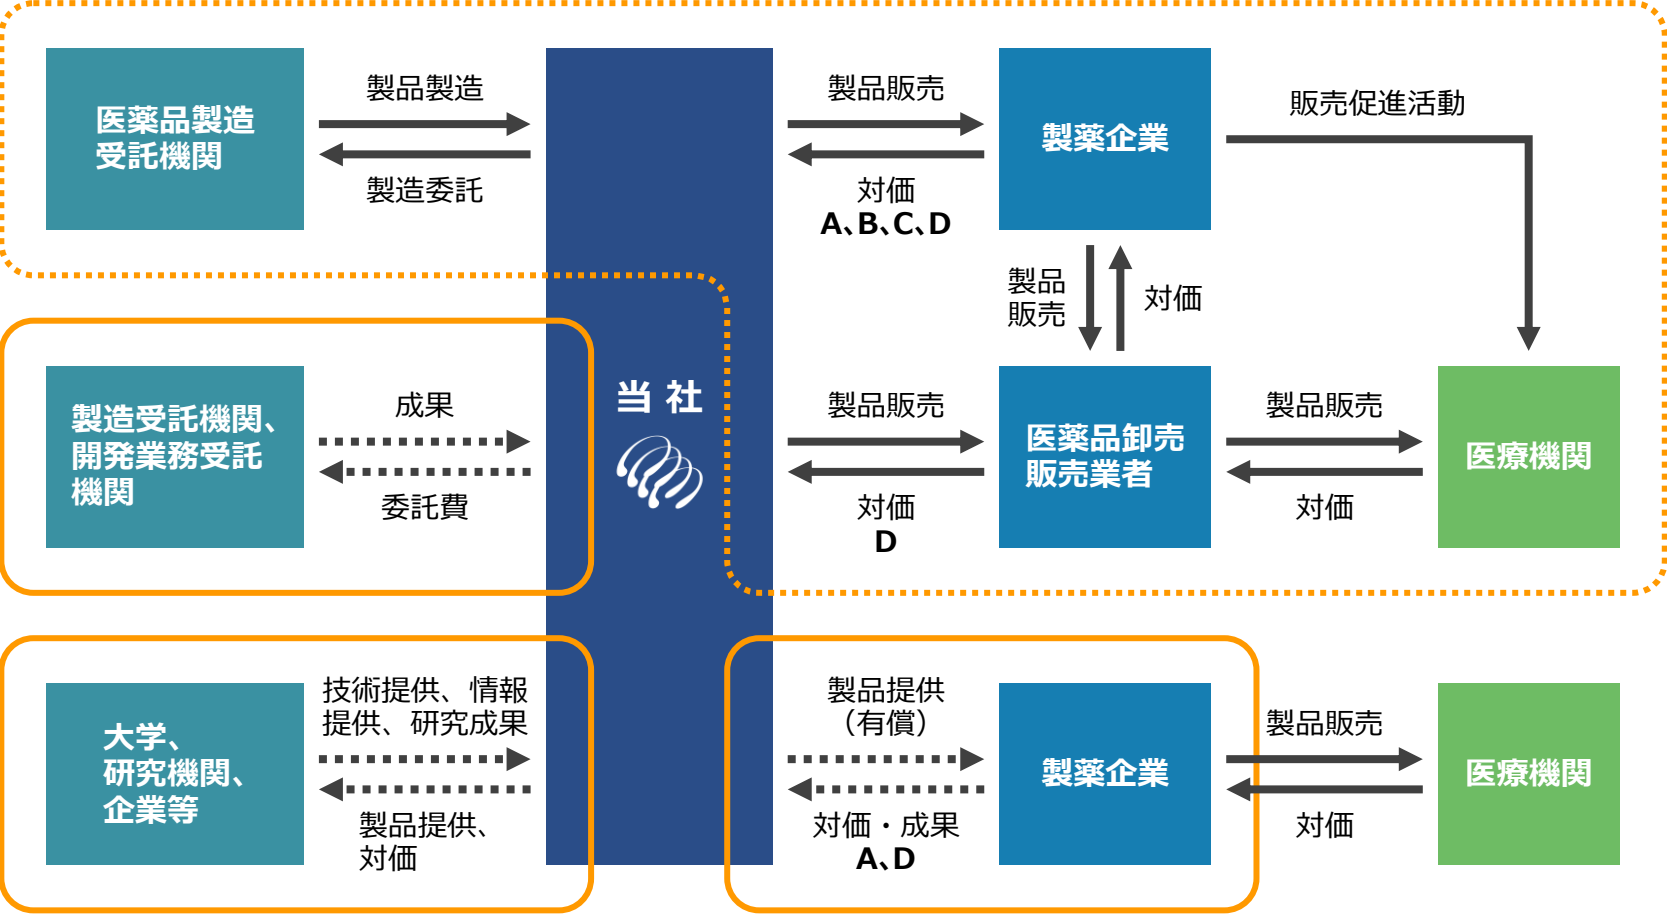 医薬品製造
受託機関
製品製造
製造委託
製品販売
対価
A、B、C、D
製薬企業
販売促進活動
製品
販売
対価
製造受託機関、
開発業務受託
機関
成果
委託費
当社
製品販売
対価
D
医薬品卸売
販売業者
製品販売
対価
医療機関
大学、
研究機関、
企業等
技術提供、情報
提供、研究成果
製品提供、
対価
製品提供
（有償）
対価・成果
A、D
製薬企業
製品販売
対価
医療機関